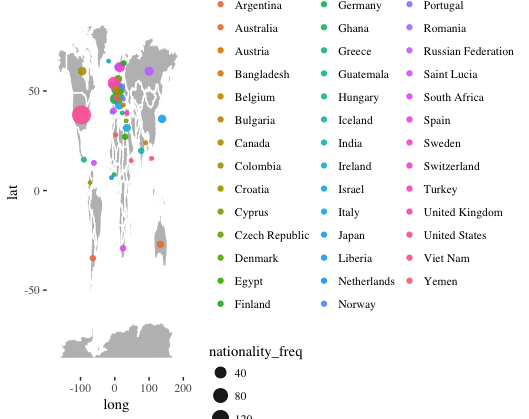 Argentina
Australia
Austria
Bangladesh
Belgium
Bulgaria
Canada
Colombia
Croatia
Cyprus
Czech Republic
Denmark
Egypt
Finland
Germany
Ghana
Greece
Guatemala
Hungary
Iceland
India
Ireland
Israel
Italy
Japan
Liberia
Netherlands
Norway
Portugal
Romania
Russian Federation
Saint Lucia
South Africa
Spain
Sweden
Switzerland
Turkey
United Kingdom
United States
Viet Nam
Yemen
50
0
-50
lat
-100
0
100
200
long
nationality_freq
40
80
120